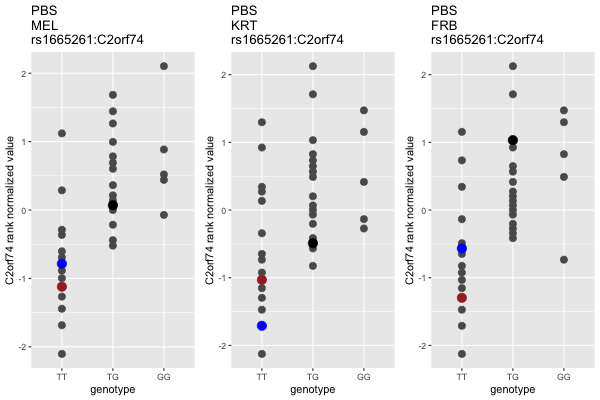 PBS
MEL
rs1665261:C2orf74
C2orf74 rank normalized value
2
1
0
-1
-2
TT
TG
GG
genotype
PBS
KRT
rs1665261:C2orf74
C2orf74 rank normalized value
2
1
0
-1
-2
TT
TG
GG
genotype
PBS
FRB
rs1665261:C2orf74
C2orf74 rank normalized value
2
1
0
-1
-2
TT
TG
GG
genotype